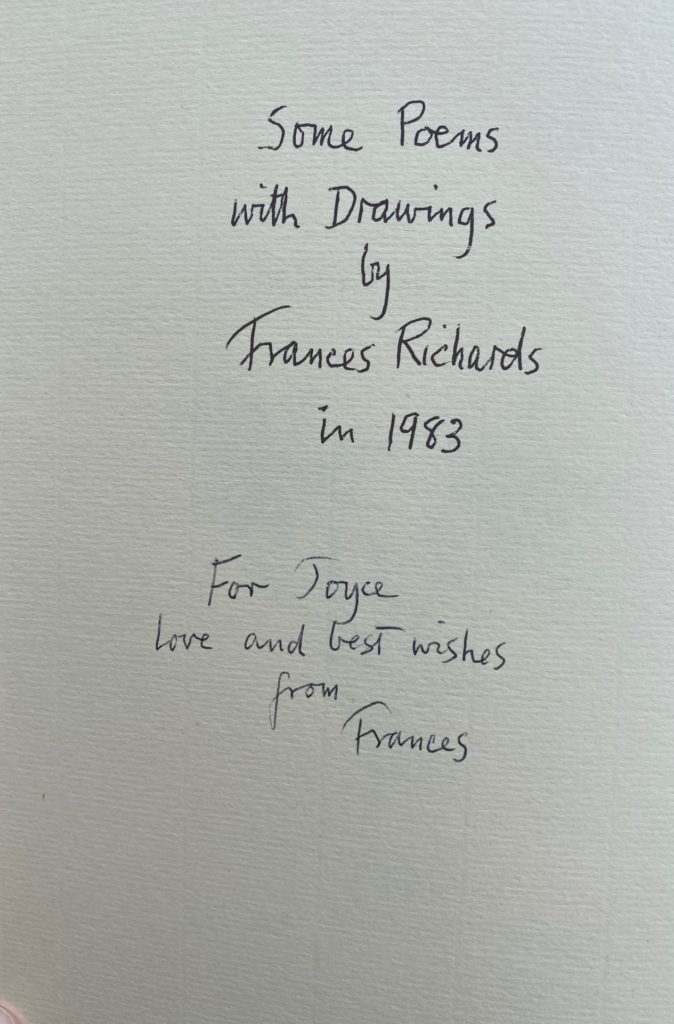 Some Poems
with Drawings
by
Frances Richards
in 1983
For Joyce
love and best wishes
from
Frances